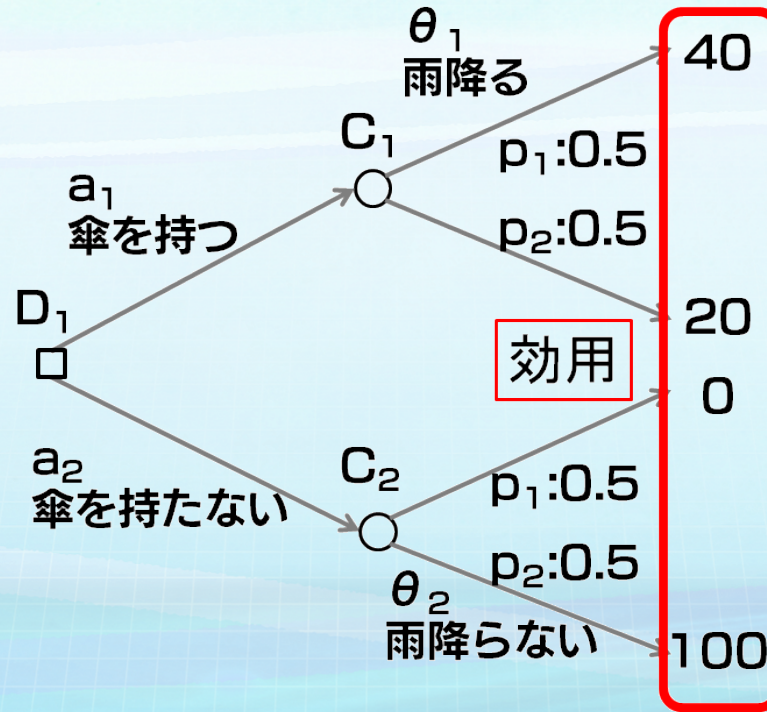 θ₁
雨降る
40
C₁
p₁:0.5
a₁
傘を持つ
p₂:0.5
D₁
20
効用
0
a₂
傘を持たない
C₂
p₁:0.5
p₂:0.5
θ₂
雨降らない
100